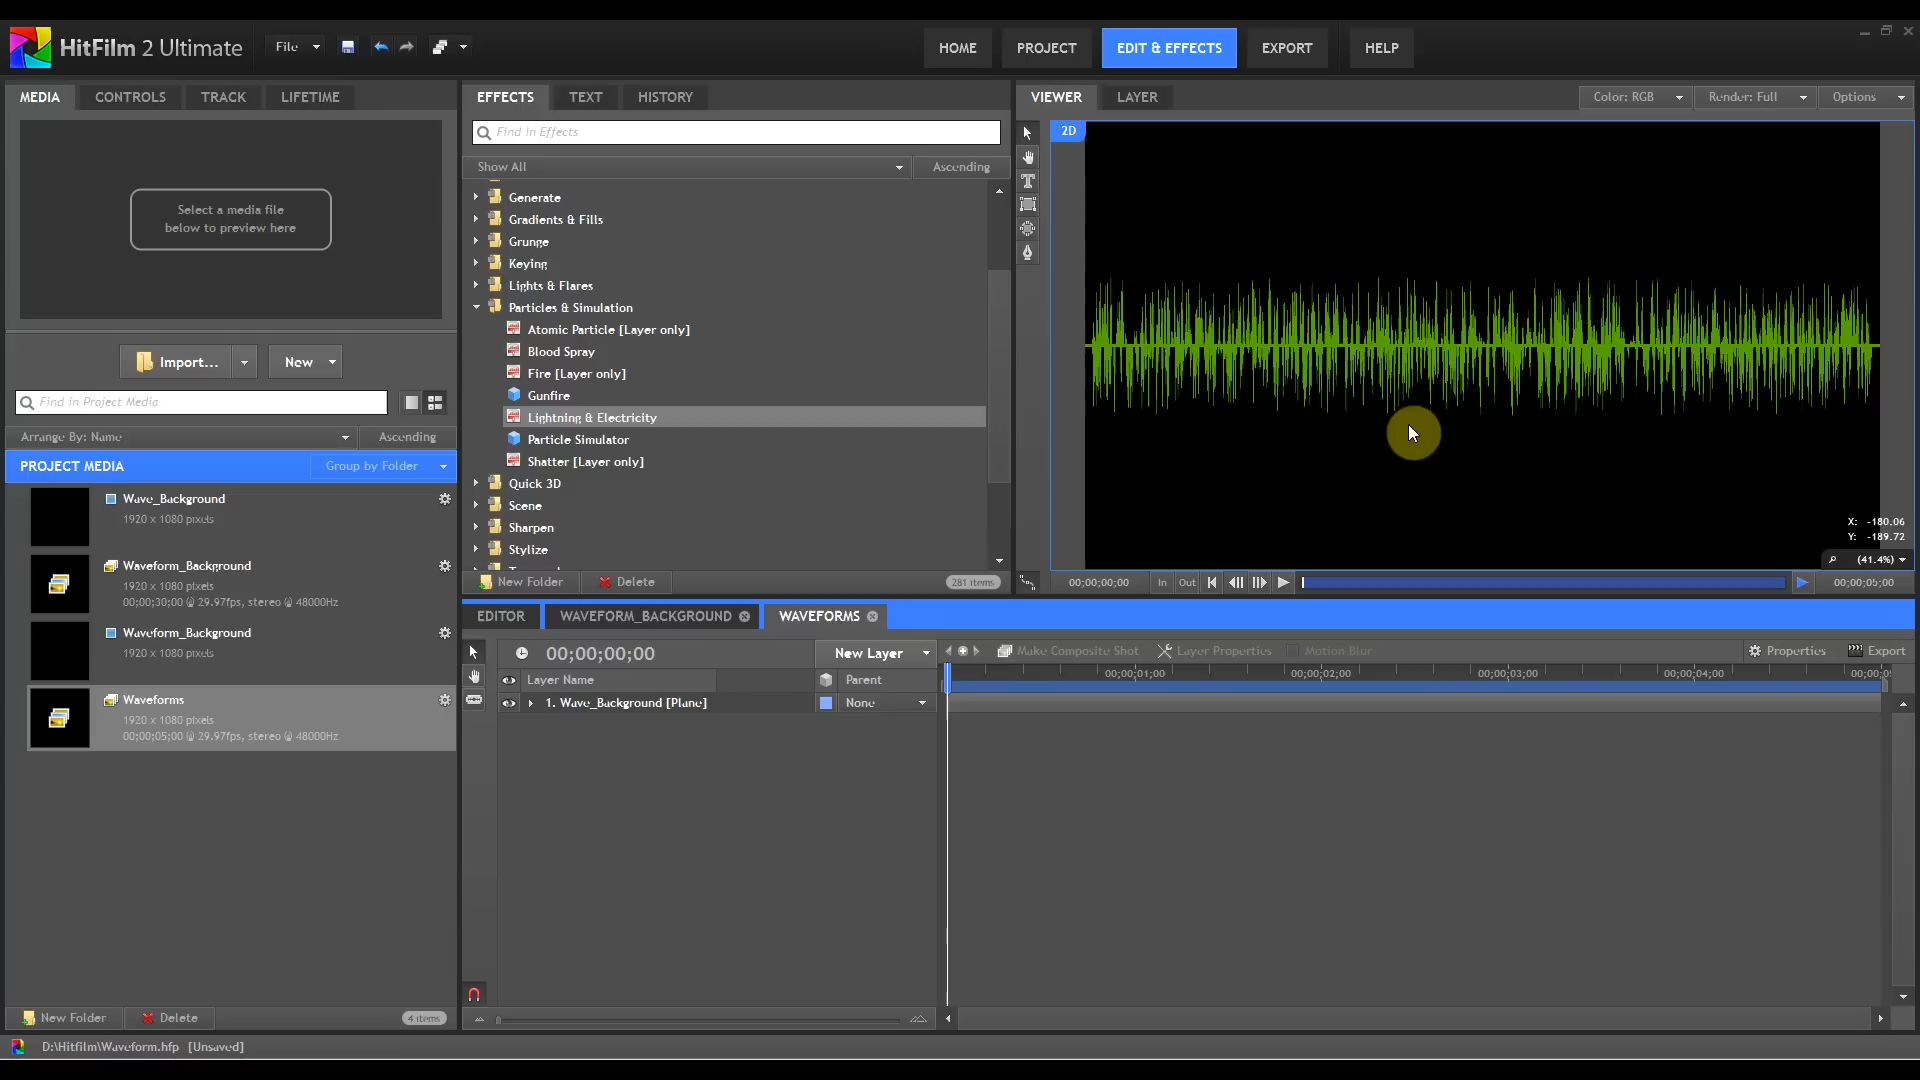 HitFilm 2 Ultimate
File
HOME
PROJECT
EDIT & EFFECTS
EXPORT
HELP
MEDIA
CONTROLS
TRACK
LIFETIME
Select a media file
below to preview here
Import...
New
Find in Project Media
Arrange By: Name
Ascending
PROJECT MEDIA
Group by Folder
Wave_Background
1920 x 1080 pixels
Waveform_Background
1920 x 1080 pixels
00;00;30;00 @ 29.97fps, stereo @ 48000Hz
Waveform_Background
1920 x 1080 pixels
Waveforms
1920 x 1080 pixels
00;00;05;00 @ 29.97fps, stereo @ 48000Hz
New Folder
Delete
4 items
EFFECTS
TEXT
HISTORY
Find in Effects
Show All
Ascending
Generate
Gradients & Fills
Grunge
Keying
Lights & Flares
Particles & Simulation
Atomic Particle [Layer only]
Blood Spray
Fire [Layer only]
Gunfire
Lightning & Electricity
Particle Simulator
Shatter [Layer only]
Quick 3D
Scene
Sharpen
Stylize
New Folder
Delete
281 items
VIEWER
LAYER
Color: RGB
Render: Full
Options
2D
X: -180.06
Y: -189.72
(41.4%)
00;00;00;00
In
Out
00;00;05;00
EDITOR
WAVEFORM_BACKGROUND
WAVEFORMS
00;00;00;00
New Layer
Make Composite Shot
Layer Properties
Motion Blur
Properties
Export
Layer Name
Parent
00;00;01;00
00;00;02;00
00;00;03;00
00;00;04;00
00;00;0
1. Wave_Background [Plane]
None
D:\Hitfilm\Waveform.hfp [Unsaved]